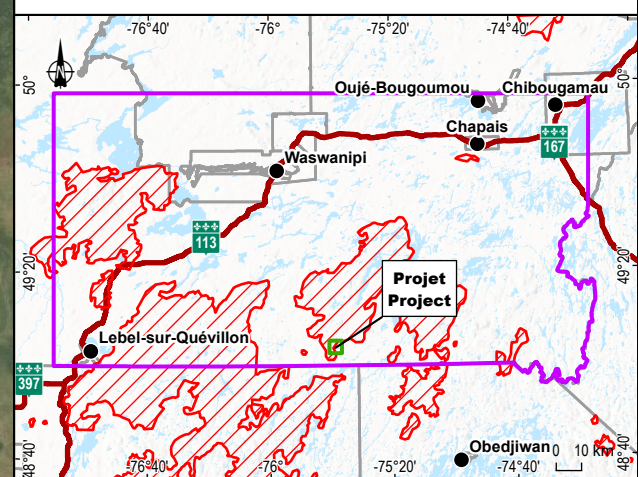 -76°40' -76° -75°20' -74°40'
50° 50°
Oujé-Bougoumou Chibougamau
Chapais
167
Waswanipi
113
49°20' 49°20'
Projet
Project
Lebel-sur-Quévillon
397
Obedjiwan
0 10 km
48°40' 48°40'
-76°40' -76° -75°20' -74°40'